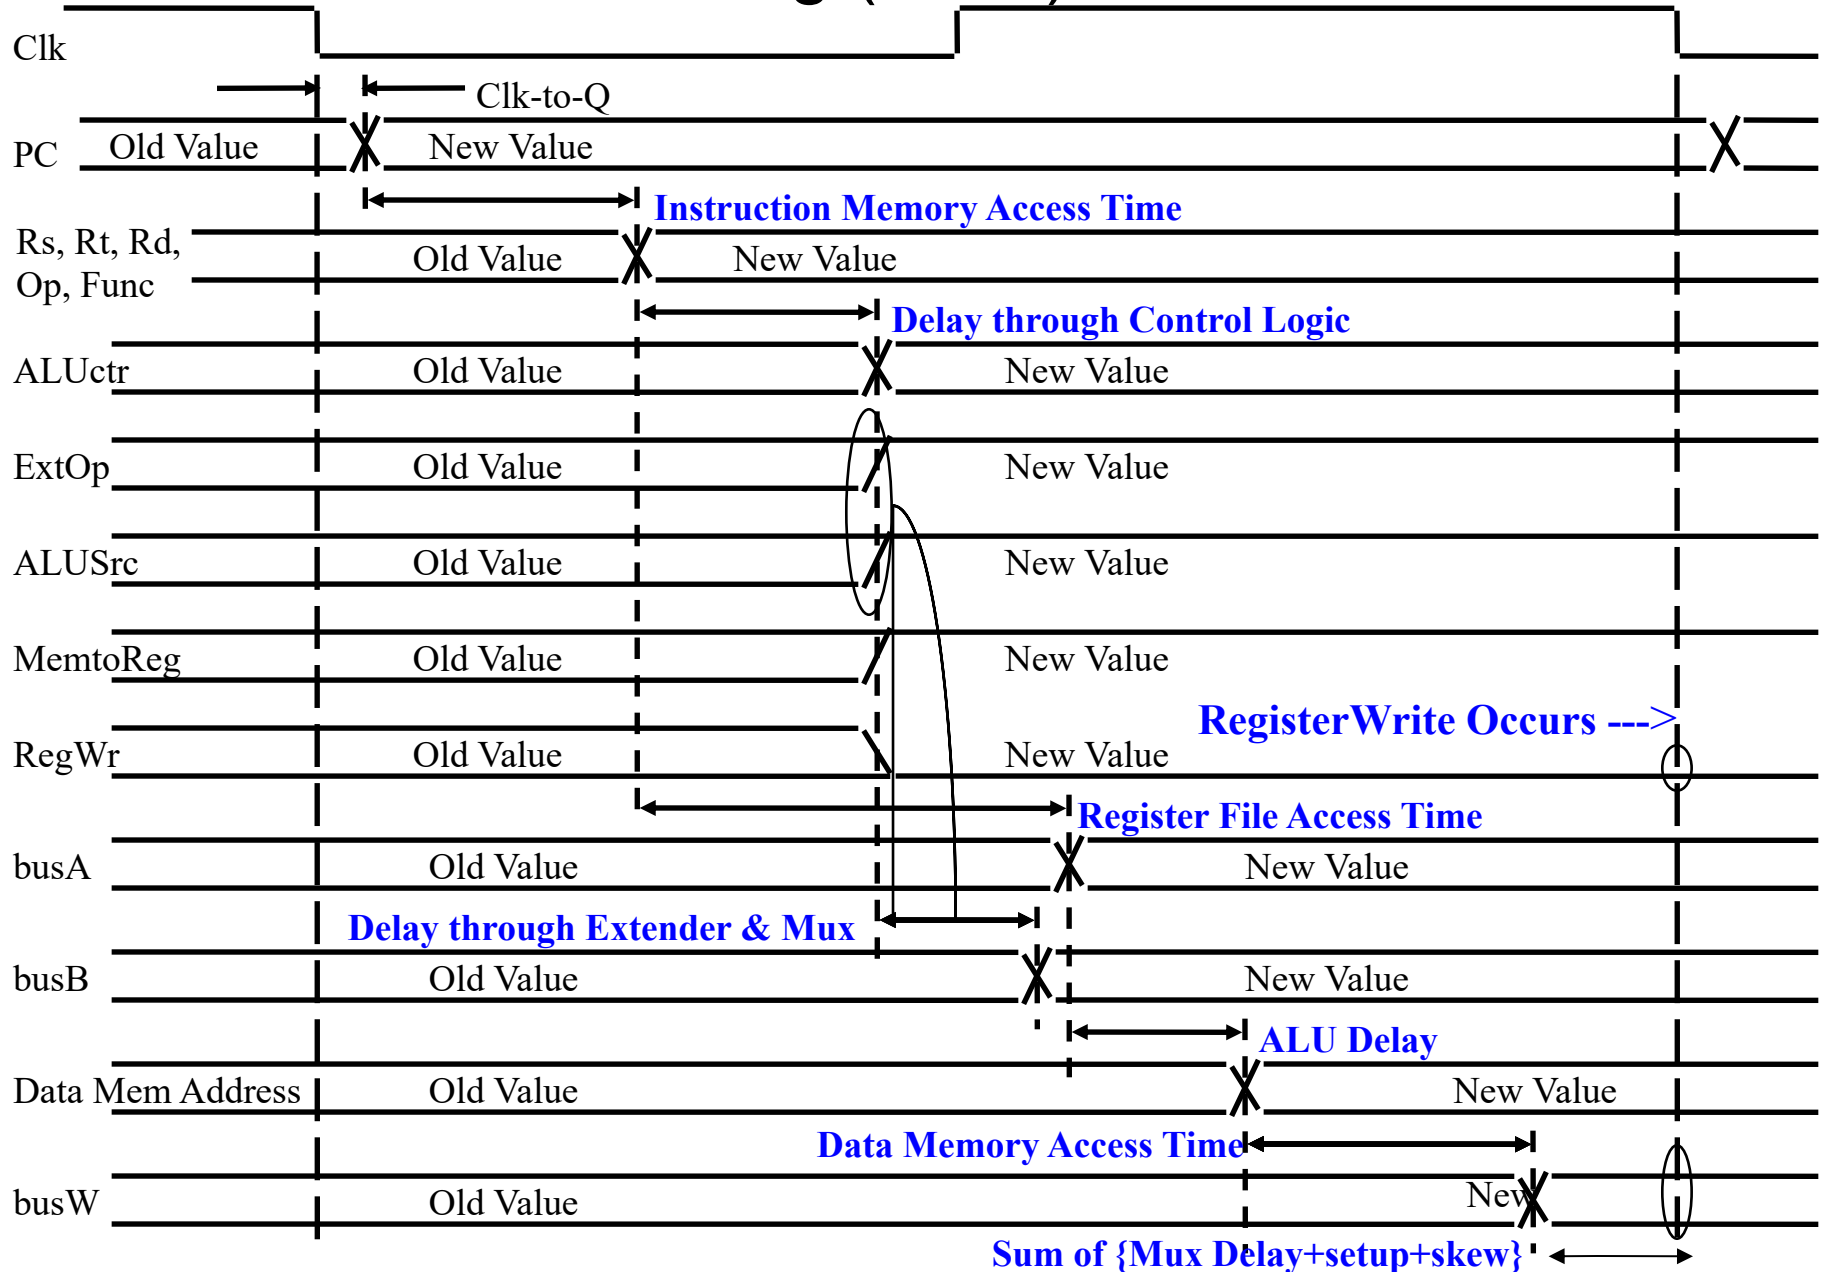 Clk
Clk-to-Q
PC Old Value New Value
Instruction Memory Access Time
Rs, Rt, Rd,
Op, Func Old Value New Value
Delay through Control Logic
ALUctr Old Value New Value
ExtOp Old Value New Value
ALUSrc Old Value New Value
MemtoReg Old Value New Value
RegisterWrite Occurs --->
RegWr Old Value New Value
Register File Access Time
busA Old Value New Value
Delay through Extender & Mux
busB Old Value New Value
ALU Delay
Data Mem Address Old Value New Value
Data Memory Access Time
busW Old Value New
Sum of {Mux Delay+setup+skew}